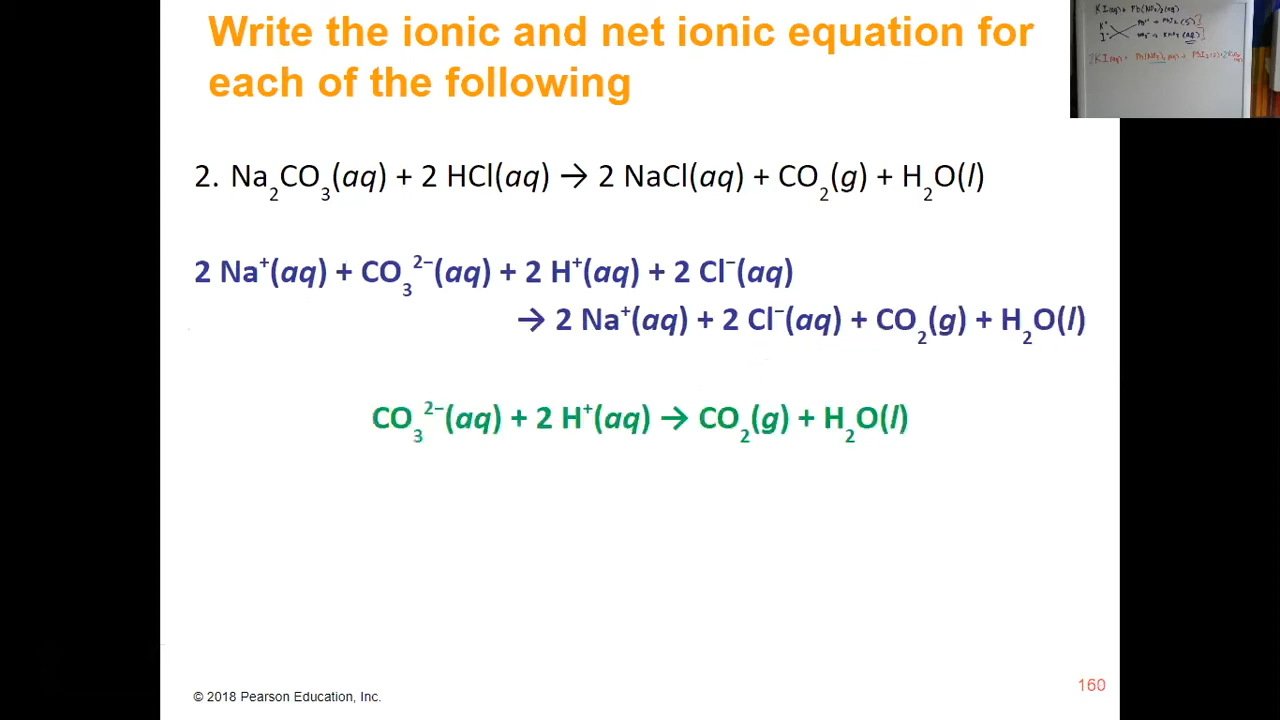 Write the ionic and net ionic equation for
each of the following
2. Na₂CO₃(aq) + 2 HCl(aq) → 2 NaCl(aq) + CO₂(g) + H₂O(l)
2 Na⁺(aq) + CO₃²⁻(aq) + 2 H⁺(aq) + 2 Cl⁻(aq)
→ 2 Na⁺(aq) + 2 Cl⁻(aq) + CO₂(g) + H₂O(l)
CO₃²⁻(aq) + 2 H⁺(aq) → CO₂(g) + H₂O(l)
© 2018 Pearson Education, Inc.
160